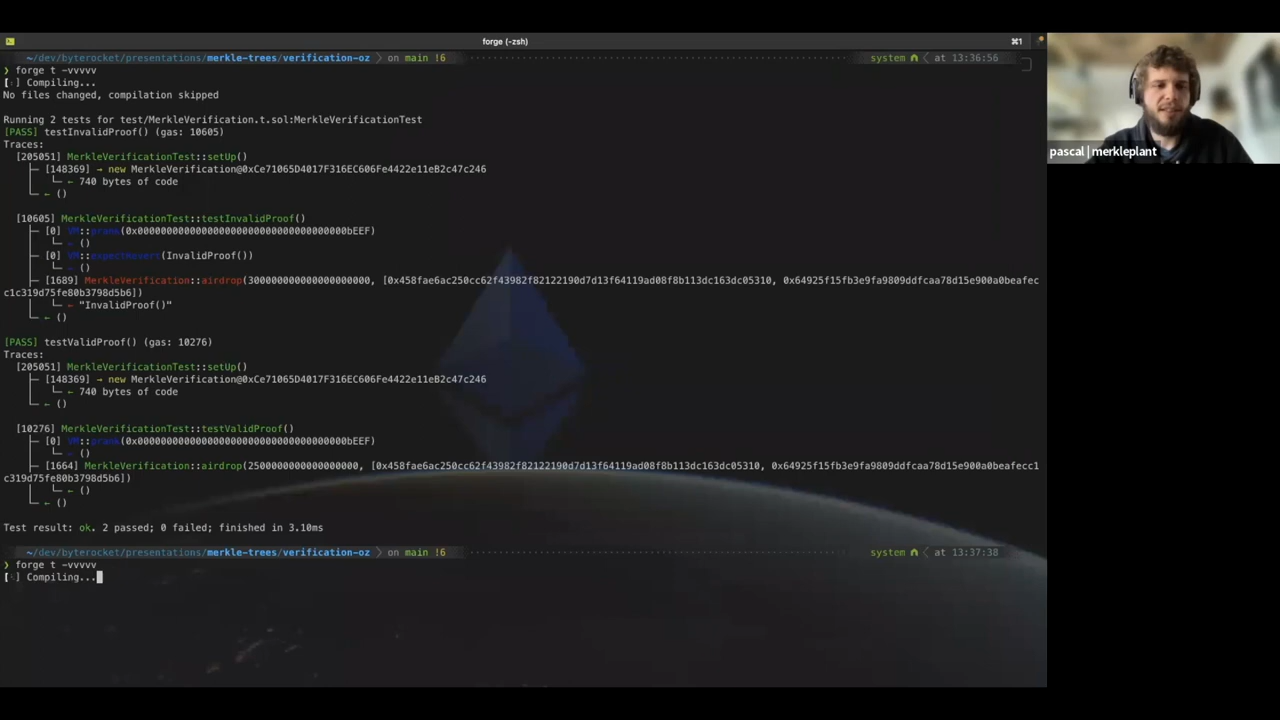 forge (-zsh)
⌘1
~/dev/byterocket/presentations/merkle-trees/verification-oz > on main !6 system < at 13:36:56
❯ forge t -vvvvv
[⠆] Compiling...
No files changed, compilation skipped
Running 2 tests for test/MerkleVerification.t.sol:MerkleVerificationTest
[PASS] testInvalidProof() (gas: 10605)
Traces:
[205051] MerkleVerificationTest::setUp()
├─ [148369] → new MerkleVerification@0xCe71065D4017F316EC606Fe4422e11eB2c47c246
│ └─ ← 740 bytes of code
└─ ← ()
[10605] MerkleVerificationTest::testInvalidProof()
├─ [0] VM::prank(0x000000000000000000000000000000000000bEEF)
│ └─ ← ()
├─ [0] VM::expectRevert(InvalidProof())
│ └─ ← ()
├─ [1689] MerkleVerification::airdrop(30000000000000000000, [0x458fae6ac250cc62f43982f82122190d7d13f64119ad08f8b113dc163dc05310, 0x64925f15fb3e9fa9809ddfcaa78d15e900a0beafec
c1c319d75fe80b3798d5b6])
│ └─ ← "InvalidProof()"
└─ ← ()
[PASS] testValidProof() (gas: 10276)
Traces:
[205051] MerkleVerificationTest::setUp()
├─ [148369] → new MerkleVerification@0xCe71065D4017F316EC606Fe4422e11eB2c47c246
│ └─ ← 740 bytes of code
└─ ← ()
[10276] MerkleVerificationTest::testValidProof()
├─ [0] VM::prank(0x000000000000000000000000000000000000bEEF)
│ └─ ← ()
├─ [1664] MerkleVerification::airdrop(2500000000000000000, [0x458fae6ac250cc62f43982f82122190d7d13f64119ad08f8b113dc163dc05310, 0x64925f15fb3e9fa9809ddfcaa78d15e900a0beafecc1
c319d75fe80b3798d5b6])
│ └─ ← ()
└─ ← ()
Test result: ok. 2 passed; 0 failed; finished in 3.10ms
~/dev/byterocket/presentations/merkle-trees/verification-oz > on main !6 system < at 13:37:38
❯ forge t -vvvvv
[⠃] Compiling...
pascal | merkleplant